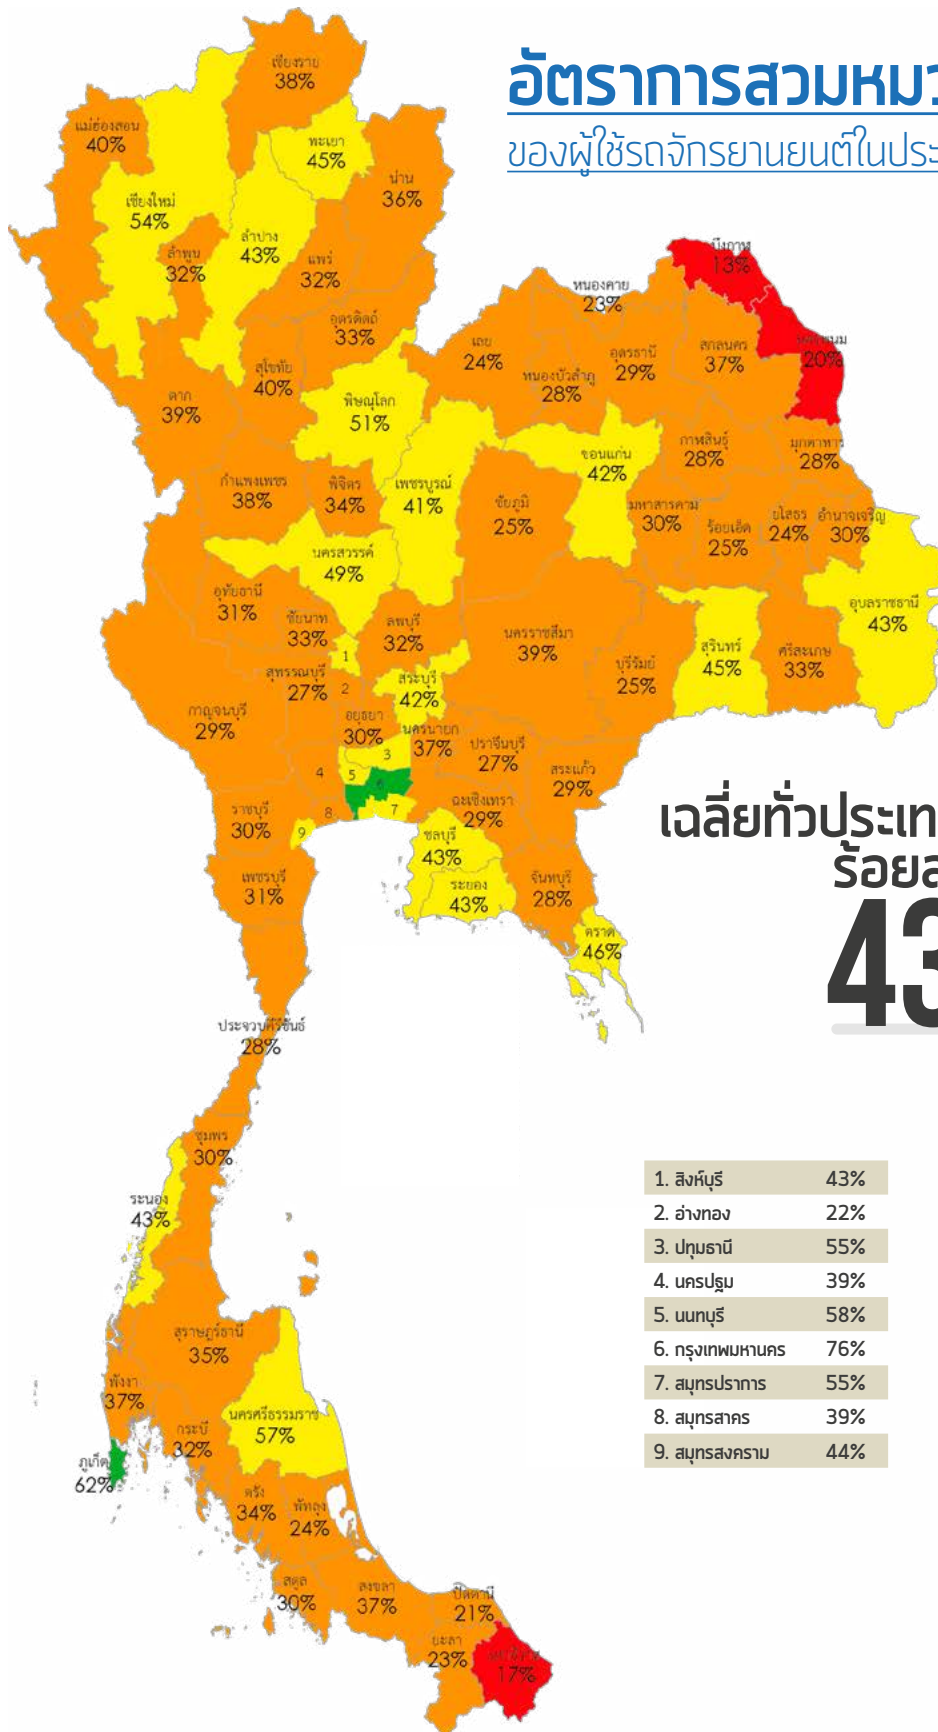 อัตราการสวมหมว
ของผู้ใช้รถจักรยานยนต์ในประ
เชียงราย
38%
แม่ฮ่องสอน
40%
พะเยา
45%
น่าน
36%
เชียงใหม่
54%
ลำปาง
43%
ลำพูน
32%
แพร่
32%
บึงกาฬ
13%
หนองคาย
23%
อุตรดิตถ์
33%
เลย
24%
อุดรธานี
29%
สกลนคร
37%
20%
สุโขทัย
40%
หนองบัวลำภู
28%
ตาก
39%
พิษณุโลก
51%
ขอนแก่น
42%
กาฬสินธุ์
28%
มุกดาหาร
28%
กำแพงเพชร
38%
พิจิตร
34%
เพชรบูรณ์
41%
ชัยภูมิ
25%
มหาสารคาม
30%
ร้อยเอ็ด
25%
ยโสธร
24%
อำนาจเจริญ
30%
นครสวรรค์
49%
อุทัยธานี
31%
ชัยนาท
33%
ลพบุรี
32%
นครราชสีมา
39%
อุบลราชธานี
43%
บุรีรัมย์
25%
สุรินทร์
45%
ศรีสะเกษ
33%
1
สุพรรณบุรี
27%
2
สระบุรี
42%
กาญจนบุรี
29%
อยุธยา
30%
นครนายก
37%
ปราจีนบุรี
27%
สระแก้ว
29%
3
4
5
6
7
8
9
ราชบุรี
30%
ฉะเชิงเทรา
29%
ชลบุรี
43%
เพชรบุรี
31%
ระยอง
43%
จันทบุรี
28%
ตราด
46%
เฉลี่ยทั่วประเท
ร้อยล
43
ประจวบคีรีขันธ์
28%
ชุมพร
30%
ระนอง
43%
1. สิงห์บุรี 43%
2. อ่างทอง 22%
3. ปทุมธานี 55%
4. นครปฐม 39%
5. นนทบุรี 58%
6. กรุงเทพมหานคร 76%
7. สมุทรปราการ 55%
8. สมุทรสาคร 39%
9. สมุทรสงคราม 44%
สุราษฎร์ธานี
35%
พังงา
37%
นครศรีธรรมราช
57%
กระบี่
32%
ภูเก็ต
62%
ตรัง
34%
พัทลุง
24%
สตูล
30%
สงขลา
37%
ปัตตานี
21%
ยะลา
23%
17%